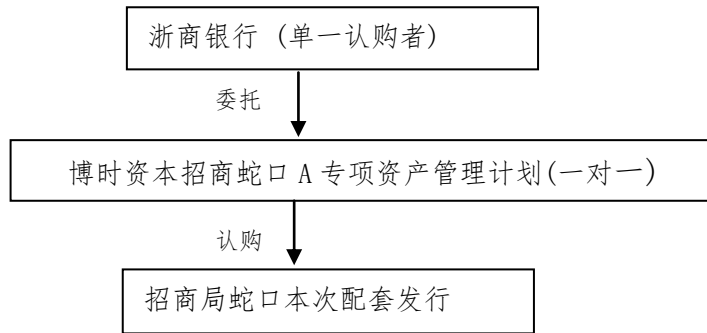 浙商银行 (单一认购者)
委托
博时资本招商蛇口 A 专项资产管理计划(一对一)
认购
招商局蛇口本次配套发行